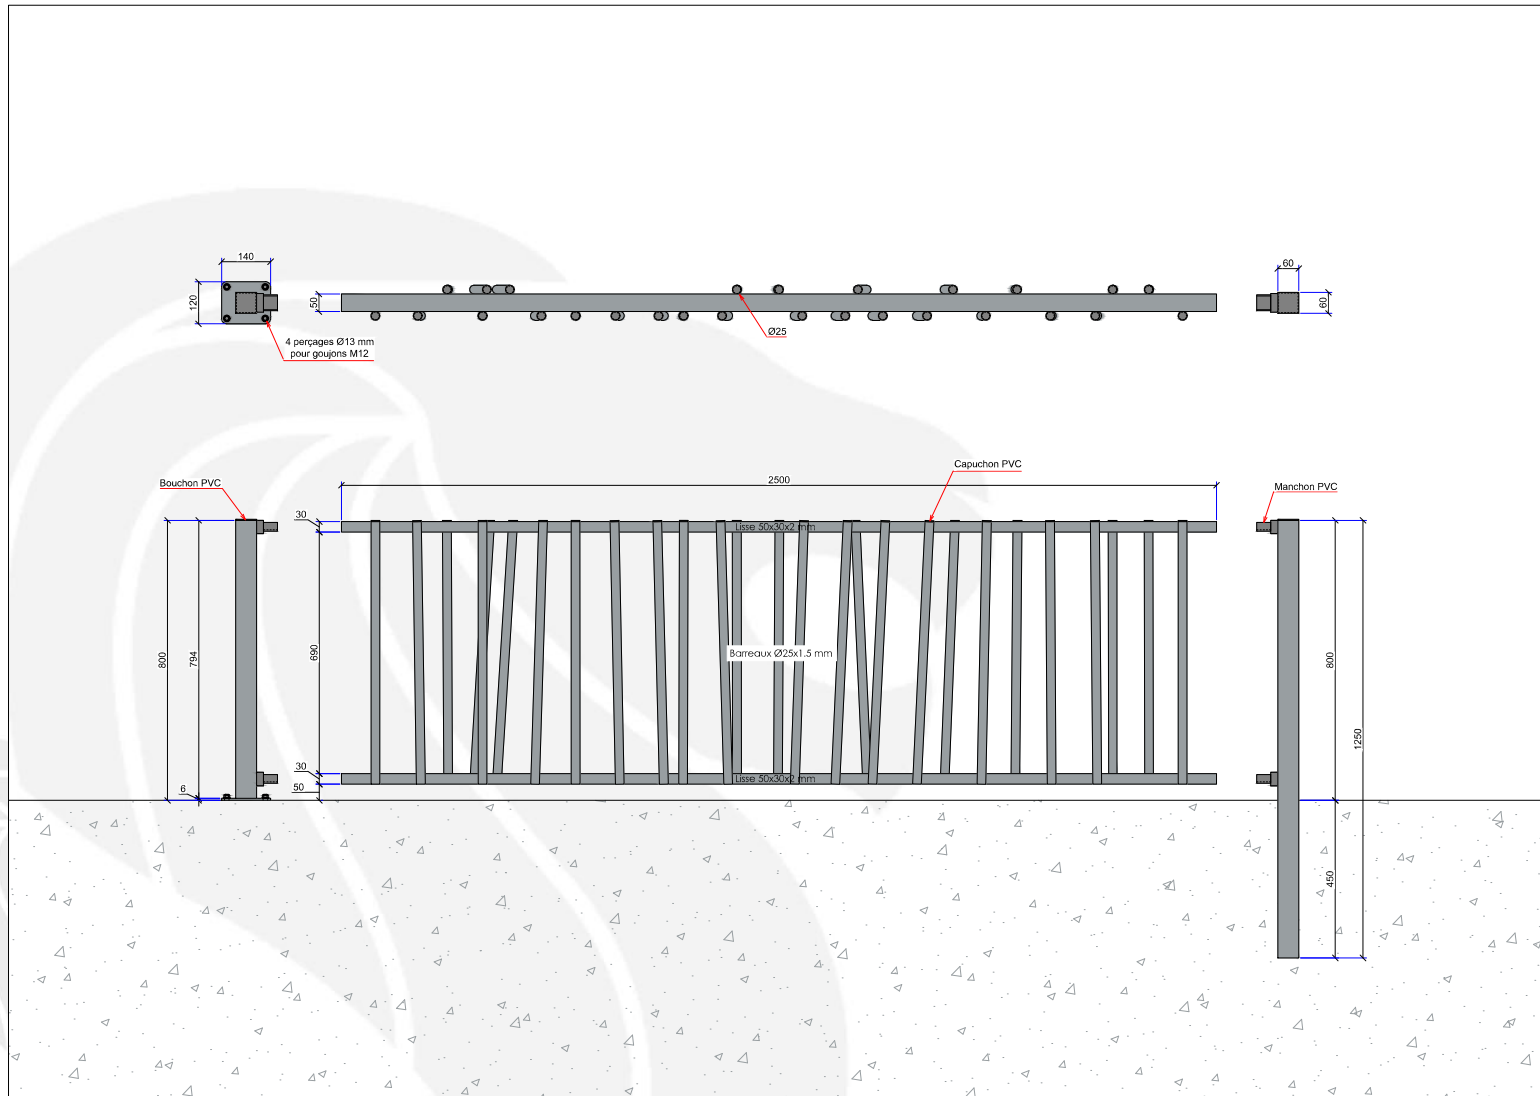 140
120
4 perçages Ø13 mm
pour goujons M12
50
Ø25
60
60
Bouchon PVC
2500
Capuchon PVC
Manchon PVC
30
Lisse 50x30x2 mm
800
794
690
Barreaux Ø25x1.5 mm
800
1250
30
Lisse 50x30x2 mm
50
6
450